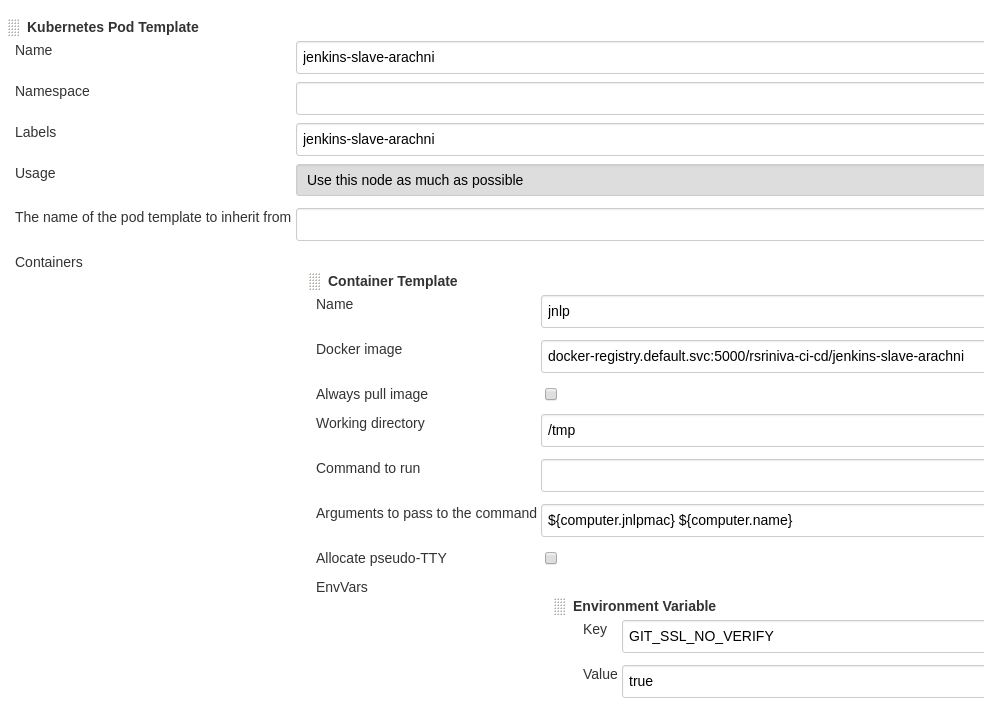 Kubernetes Pod Template
Name jenkins-slave-arachni
Namespace
Labels jenkins-slave-arachni
Usage Use this node as much as possible
The name of the pod template to inherit from
Containers
Container Template
Name jnlp
Docker image docker-registry.default.svc:5000/rsriniva-ci-cd/jenkins-slave-arachni
Always pull image
Working directory /tmp
Command to run
Arguments to pass to the command ${computer.jnlpmac} ${computer.name}
Allocate pseudo-TTY
EnvVars
Environment Variable
Key GIT_SSL_NO_VERIFY
Value true